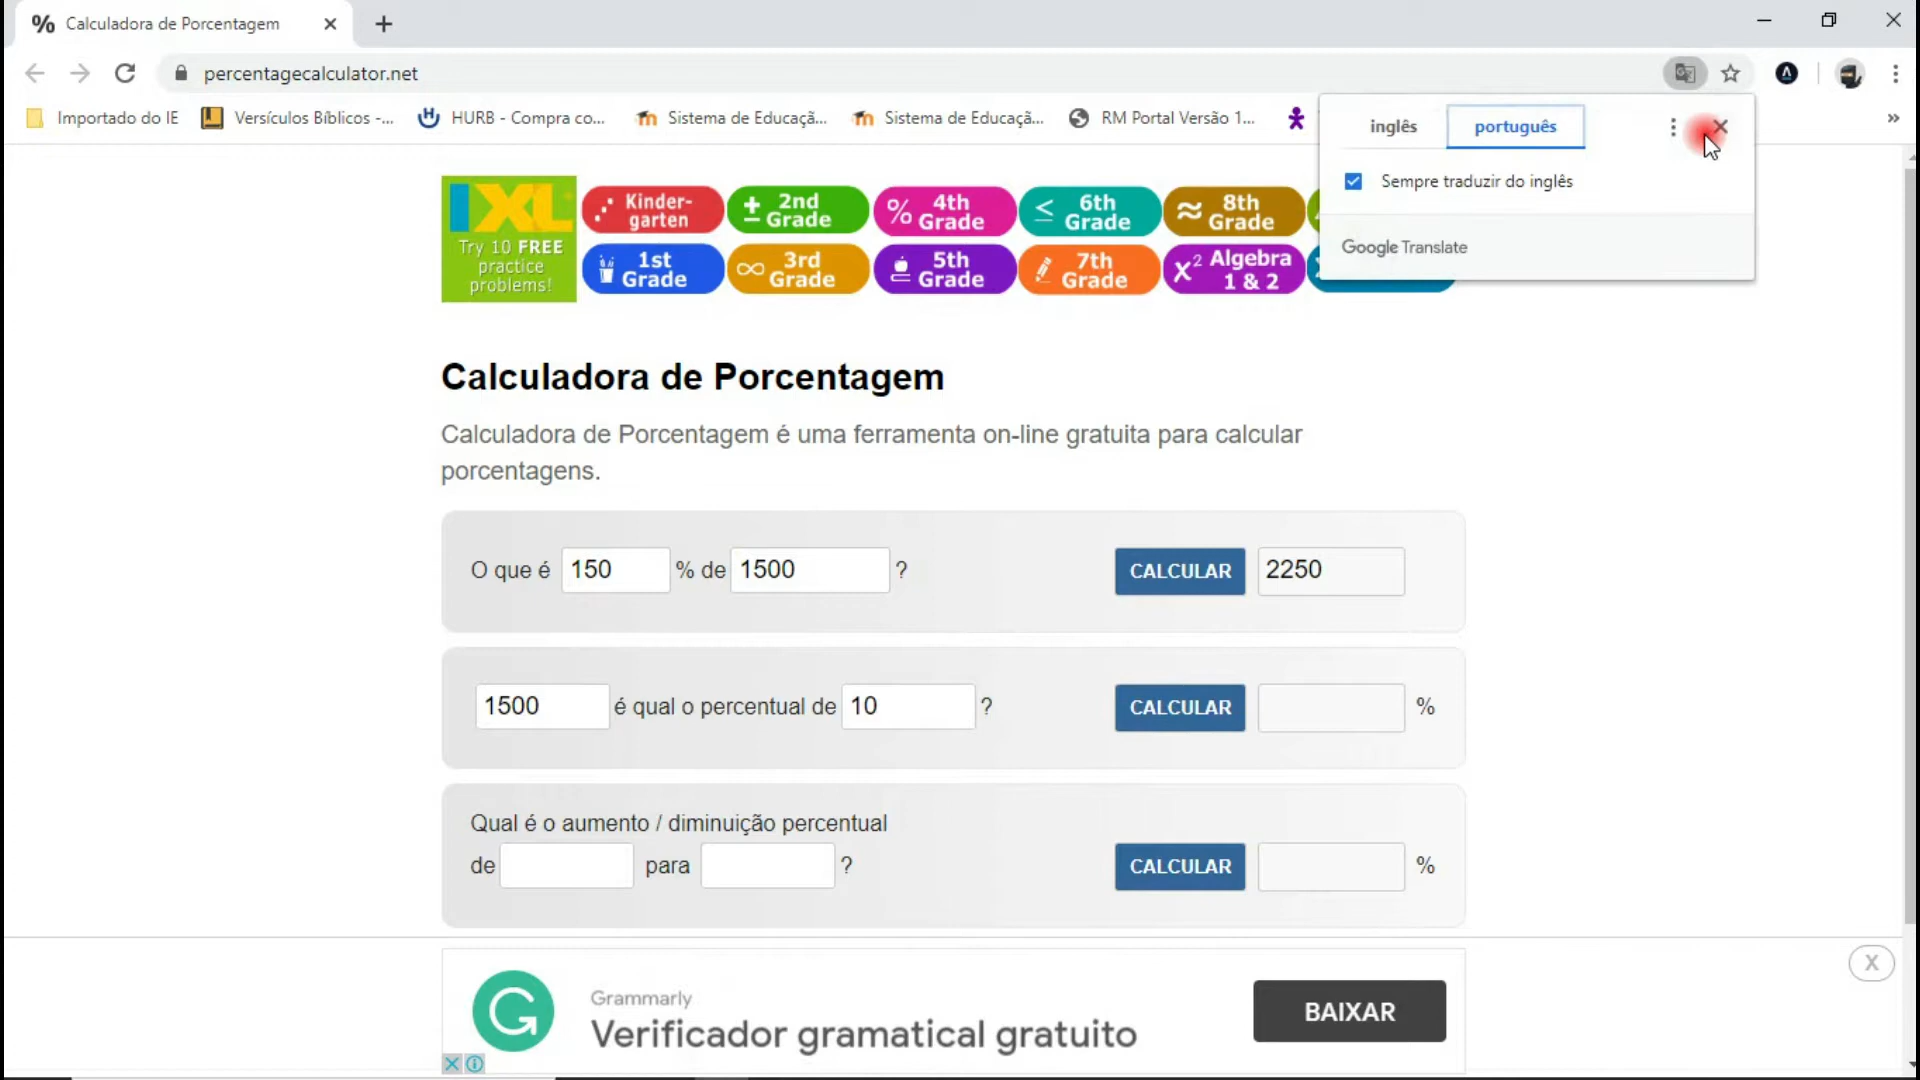 Calculadora de Porcentagem
percentagecalculator.net
Importado do IE
Versículos Bíblicos -...
HURB - Compra co...
Sistema de Educaçã...
Sistema de Educaçã...
RM Portal Versão 1...
»
inglês
português
Sempre traduzir do inglês
Google Translate
IXL
Try 10 FREE
practice
problems!
Kinder-
garten
2nd
Grade
4th
Grade
6th
Grade
8th
Grade
1st
Grade
3rd
Grade
5th
Grade
7th
Grade
Algebra
1 & 2
Calculadora de Porcentagem
Calculadora de Porcentagem é uma ferramenta on-line gratuita para calcular
porcentagens.
O que é 150 % de 1500 ? CALCULAR 2250
1500 é qual o percentual de 10 ? CALCULAR %
Qual é o aumento / diminuição percentual
de para ? CALCULAR %
Grammarly
Verificador gramatical gratuito
BAIXAR
X